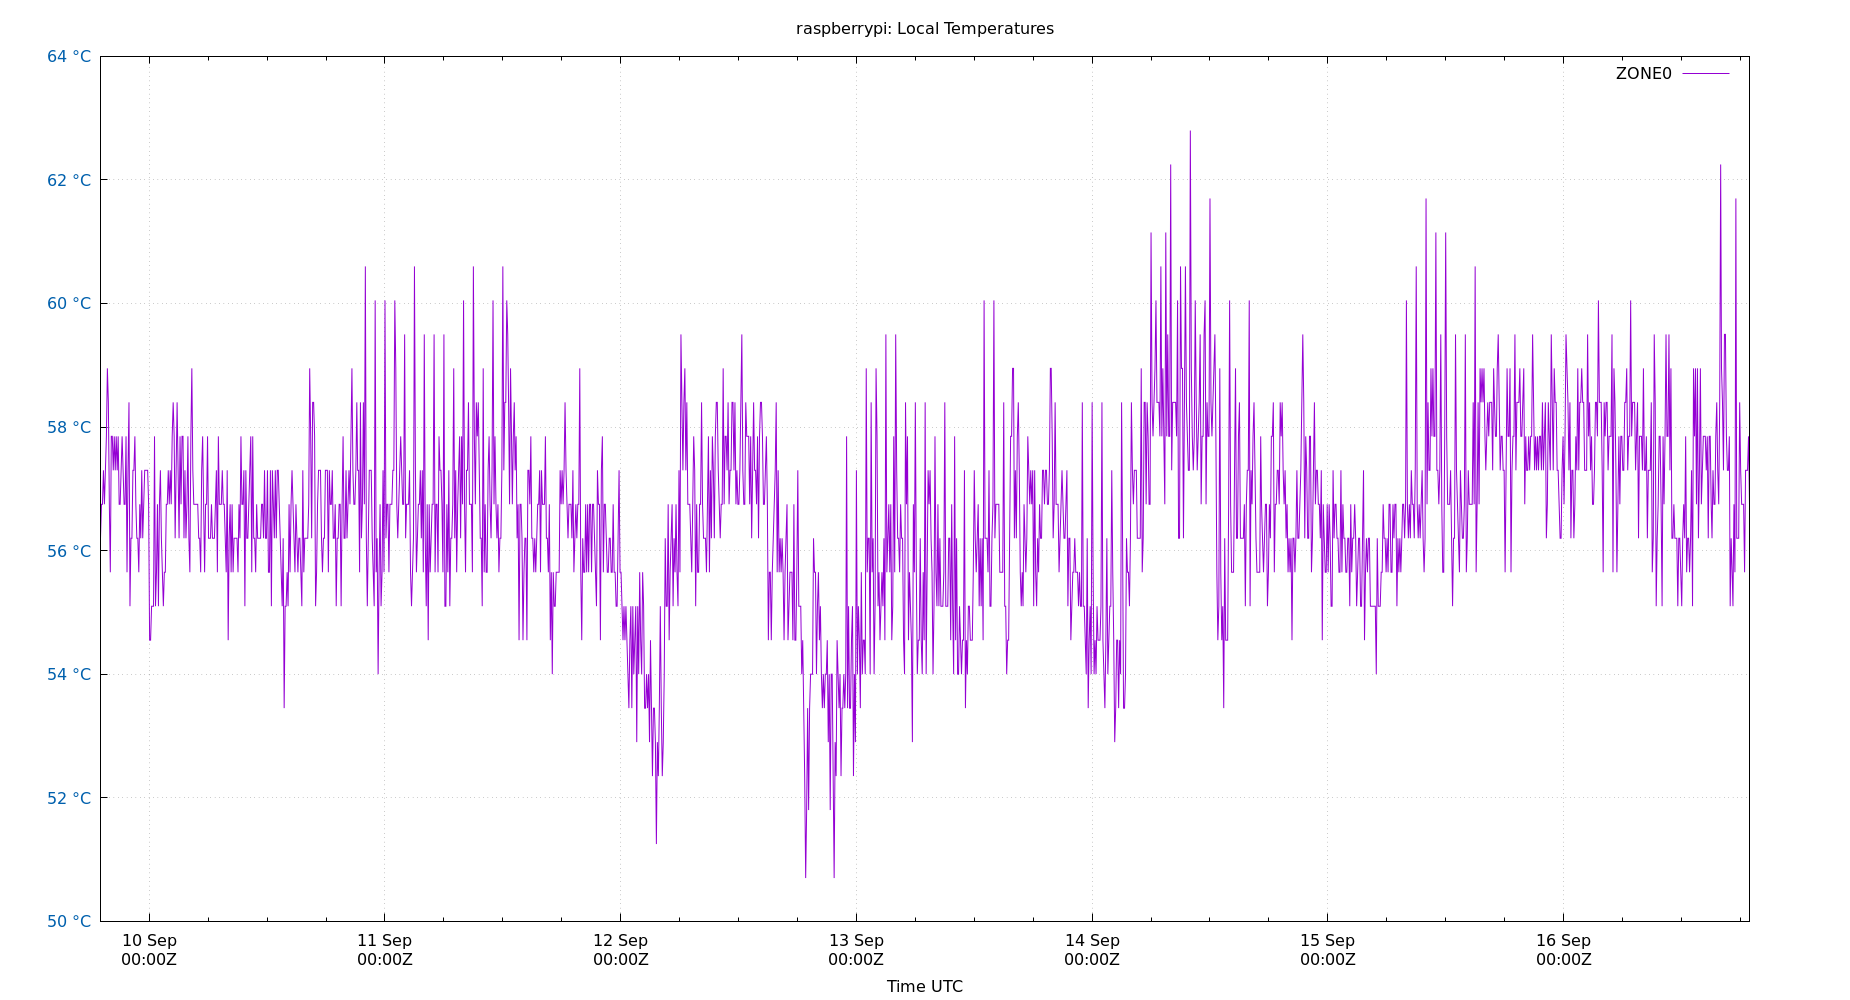 raspberrypi: Local Temperatures
64 °C
ZONE0
62 °C
60 °C
58 °C
56 °C
54 °C
52 °C
50 °C
10 Sep 11 Sep 12 Sep 13 Sep 14 Sep 15 Sep 16 Sep
00:00Z 00:00Z 00:00Z 00:00Z 00:00Z 00:00Z 00:00Z
Time UTC